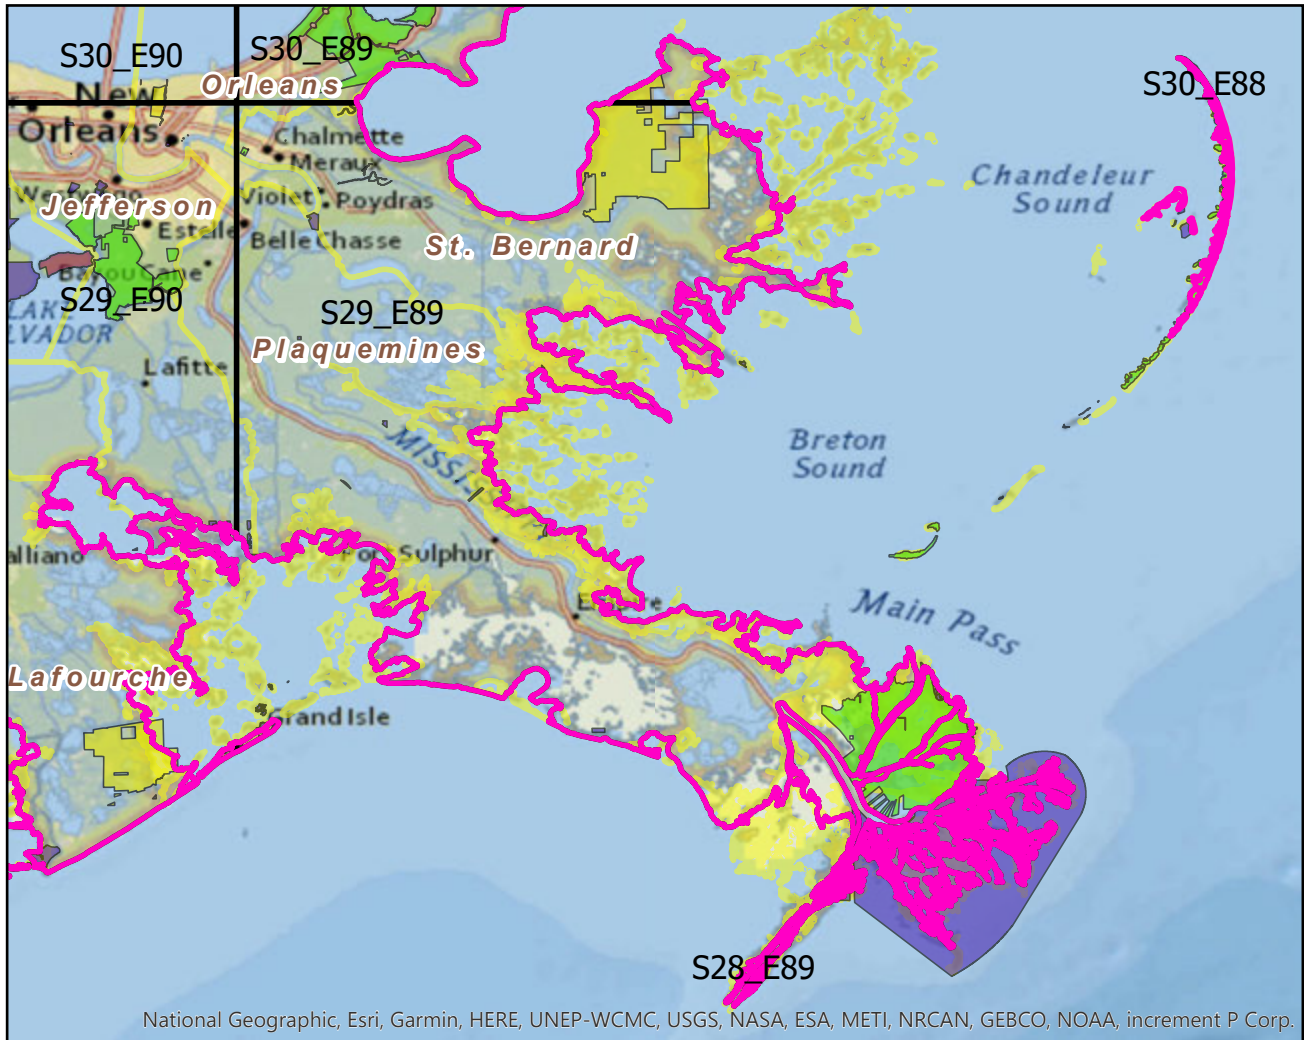 S30_E90
S30_E89
Orleans
S30_E88
New
Orleans
Chalmette
Meraux
Chandeleur
Sound
Violet
Poydras
Jefferson
Estelle
Belle Chasse
St. Bernard
S29_E90
S29_E89
Plaquemines
Lafitte
Breton
Sound
Sulphur
Main Pass
Lafourche
Grand Isle
S28_E89
National Geographic, Esri, Garmin, HERE, UNEP-WCMC, USGS, NASA, ESA, METI, NRCAN, GEBCO, NOAA, increment P Corp.